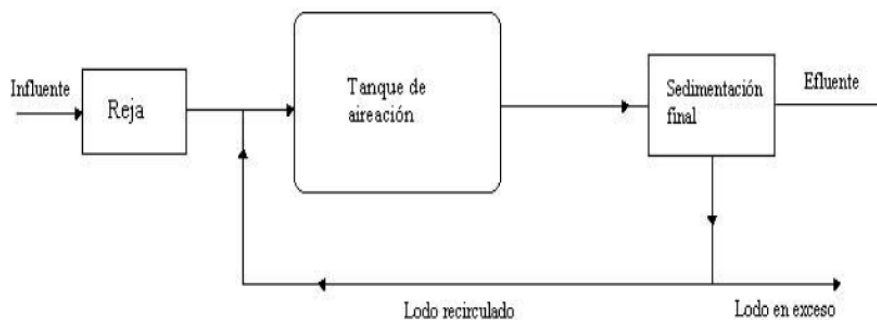 Influente
Reja
Tanque de
aireación
Sedimentación
final
Efluente
Lodo recirculado
Lodo en exceso